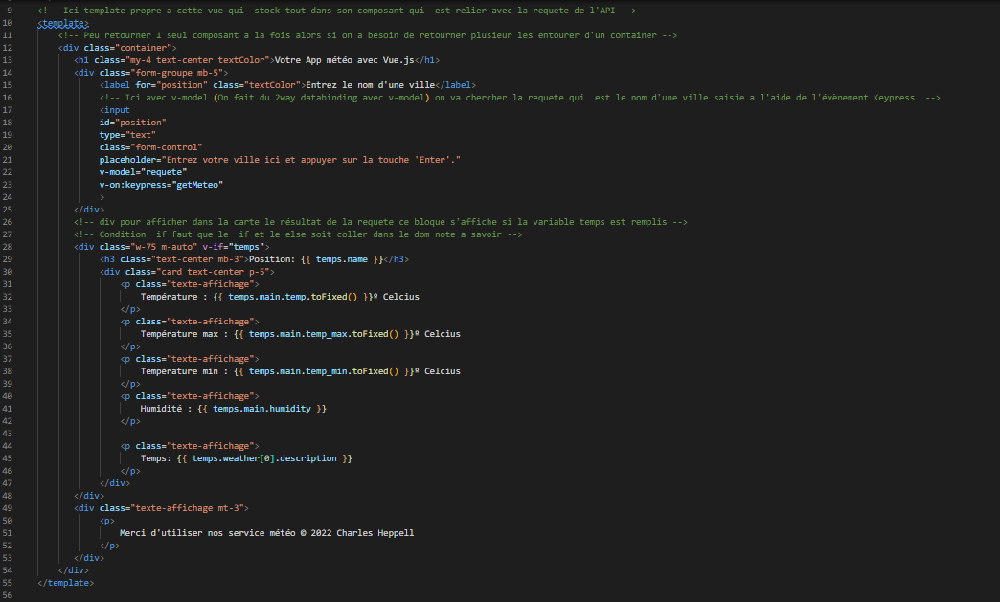 9 <!-- Ici template propre a cette vue qui  stock tout dans son composant qui  est relier avec la requete de l'API -->
10 <template>
11 <!-- Peu retourner 1 seul composant a la fois alors si on a besoin de retourner plusieur les entourer d'un container -->
12 <div class="container">
13 <h1 class="my-4 text-center textColor">Votre App météo avec Vue.js</h1>
14 <div class="form-groupe mb-5">
15 <label for="position" class="textColor">Entrez le nom d'une ville</label>
16 <!-- Ici avec v-model (On fait du 2way databinding avec v-model) on va chercher la requete qui  est le nom d'une ville saisie a l'aide de l'évènement Keypress  -->
17 <input
18 id="position"
19 type="text"
20 class="form-control"
21 placeholder="Entrez votre ville ici et appuyer sur la touche 'Enter'."
22 v-model="requete"
23 v-on:keypress="getMeteo"
24 >
25 </div>
26 <!-- div pour afficher dans la carte le résultat de la requete ce bloque s'affiche si la variable temps est remplis -->
27 <!-- Condition  if faut que le  if et le else soit coller dans le dom note a savoir -->
28 <div class="w-75 m-auto" v-if="temps">
29 <h3 class="text-center mb-3">Position: {{ temps.name }}</h3>
30 <div class="card text-center p-5">
31 <p class="texte-affichage">
32 Température : {{ temps.main.temp.toFixed() }}º Celcius
33 </p>
34 <p class="texte-affichage">
35 Température max : {{ temps.main.temp_max.toFixed() }}º Celcius
36 </p>
37 <p class="texte-affichage">
38 Température min : {{ temps.main.temp_min.toFixed() }}º Celcius
39 </p>
40 <p class="texte-affichage">
41 Humidité : {{ temps.main.humidity }}
42 </p>
43
44 <p class="texte-affichage">
45 Temps: {{ temps.weather[0].description }}
46 </p>
47 </div>
48 </div>
49 <div class="texte-affichage mt-3">
50 <p>
51 Merci d'utiliser nos service météo © 2022 Charles Heppell
52 </p>
53 </div>
54 </div>
55 </template>
56